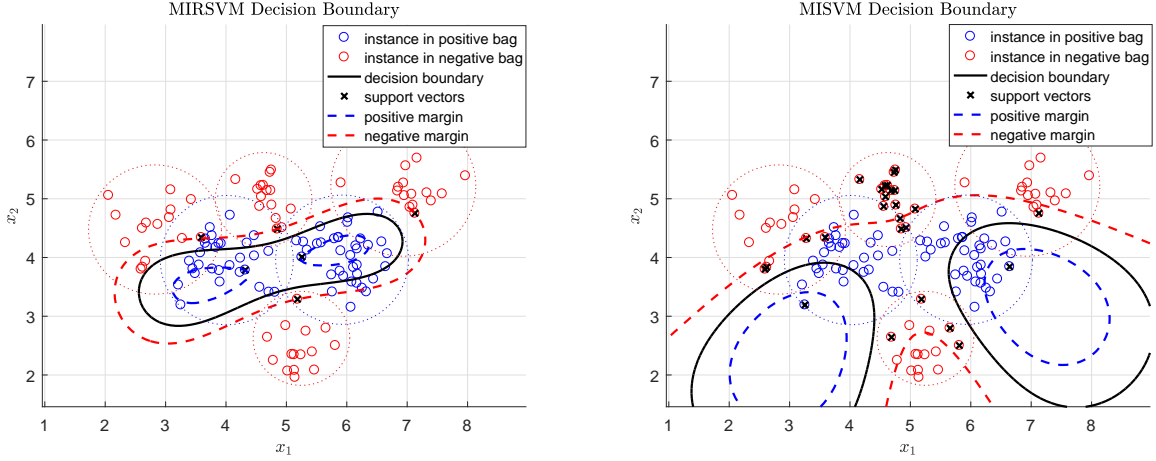 MIRSVM Decision Boundary
instance in positive bag
instance in negative bag
decision boundary
support vectors
positive margin
negative margin
7
6
5
4
3
2
x2
1 2 3 4 5 6 7 8
x1
MISVM Decision Boundary
instance in positive bag
instance in negative bag
decision boundary
support vectors
positive margin
negative margin
7
6
5
4
3
2
x2
1 2 3 4 5 6 7 8
x1